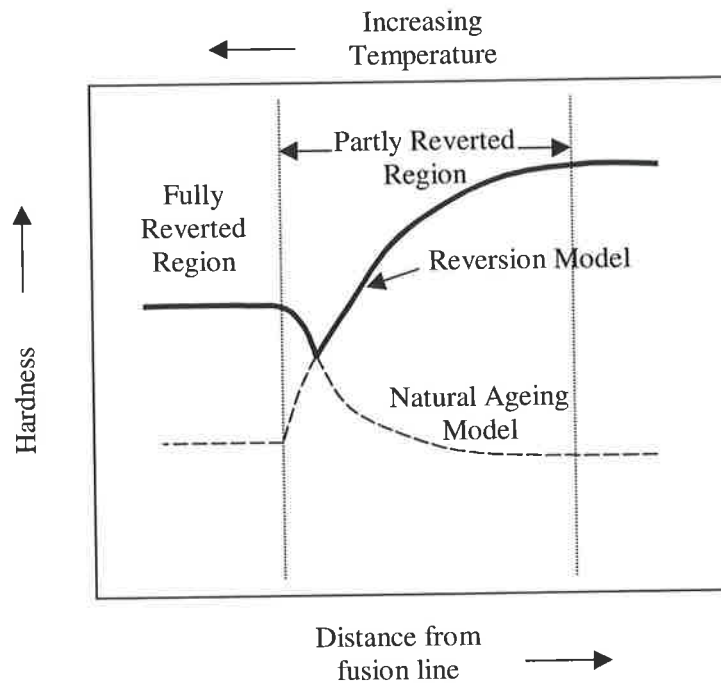 Increasing
Temperature
Partly Reverted
Region
Fully
Reverted
Region
Reversion Model
Natural Ageing
Model
Hardness
Distance from
fusion line